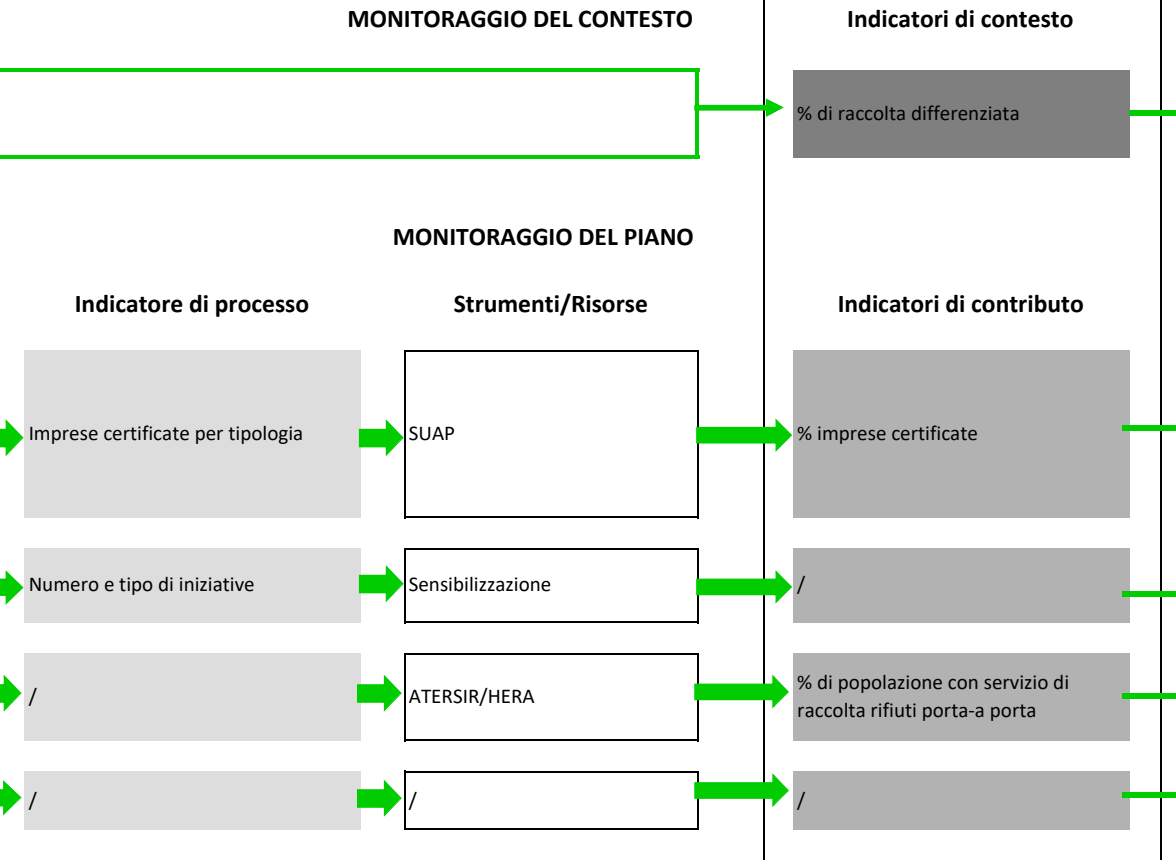 MONITORAGGIO DEL CONTESTO
Indicatori di contesto
% di raccolta differenziata
MONITORAGGIO DEL PIANO
Indicatore di processo
Strumenti/Risorse
Indicatori di contributo
Imprese certificate per tipologia
SUAP
% imprese certificate
Numero e tipo di iniziative
Sensibilizzazione
/
/
ATERSIR/HERA
% di popolazione con servizio di
raccolta rifiuti porta-a porta
/
/
/